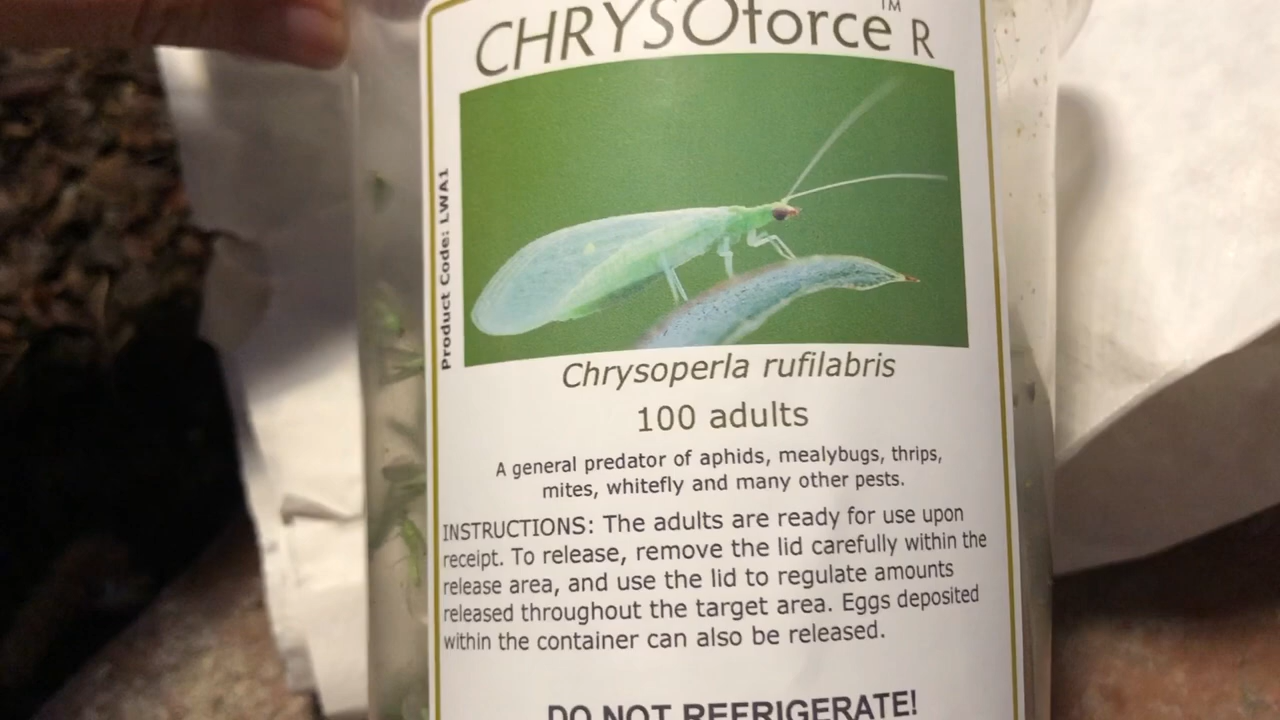 CHRYSOforce™ R
Product Code: LWA1
Chrysoperla rufilabris
100 adults
A general predator of aphids, mealybugs, thrips,
mites, whitefly and many other pests.
INSTRUCTIONS: The adults are ready for use upon
receipt. To release, remove the lid carefully within the
release area, and use the lid to regulate amounts
released throughout the target area. Eggs deposited
within the container can also be released.
DO NOT REFRIGERATE!